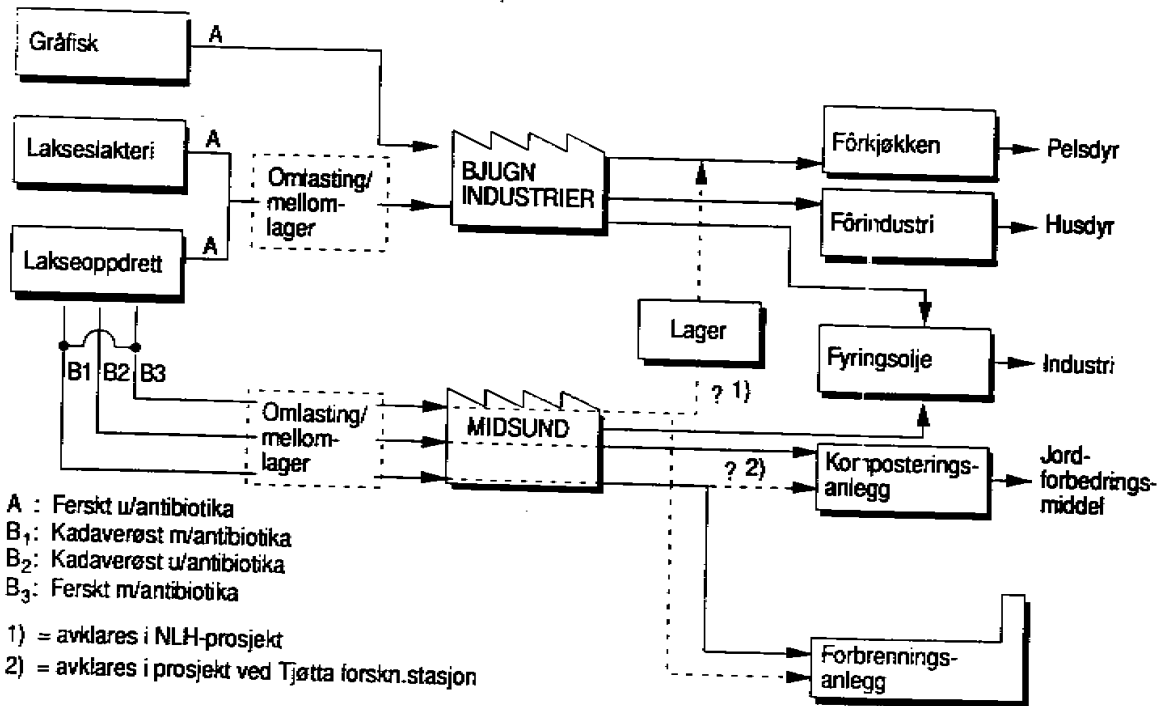 Gråfisk
A
Lakseslakteri
A
Lakseoppdrett
A
Omlasting/
mellom-
lager
BJUGN
INDUSTRIER
Fôrkjøkken
Pelsdyr
Fôrindustri
Husdyr
Lager
Fyringsolje
Industri
B1 B2 B3
Omlasting/
mellom-
lager
MIDSUND
? 1)
? 2)
Komposterings-
anlegg
Jord-
forbedrings-
middel
Forbrennings-
anlegg
A : Ferskt u/antibiotika
B₁: Kadaverøst m/antibiotika
B₂: Kadaverøst u/antibiotika
B₃: Ferskt m/antibiotika
1) = avklares i NLH-prosjekt
2) = avklares i prosjekt ved Tjøtta forskn.stasjon